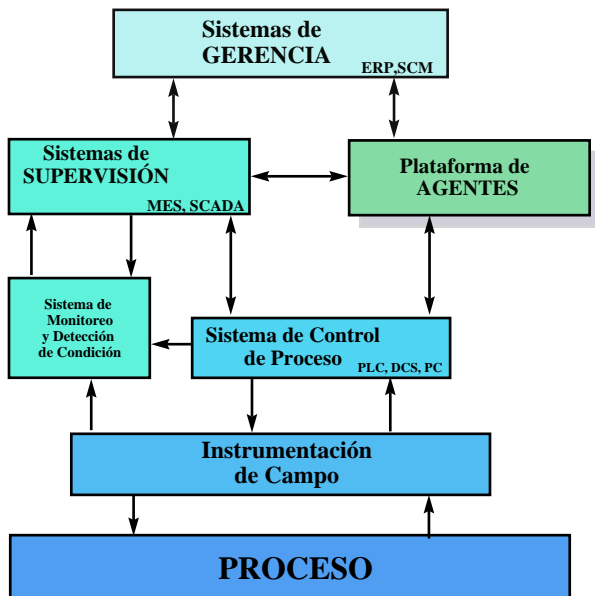 Sistemas de
GERENCIA
ERP,SCM
Sistemas de
SUPERVISIÓN
MES, SCADA
Plataforma de
AGENTES
Sistema de
Monitoreo
y Detección
de Condición
Sistema de Control
de Proceso
PLC, DCS, PC
Instrumentación
de Campo
PROCESO